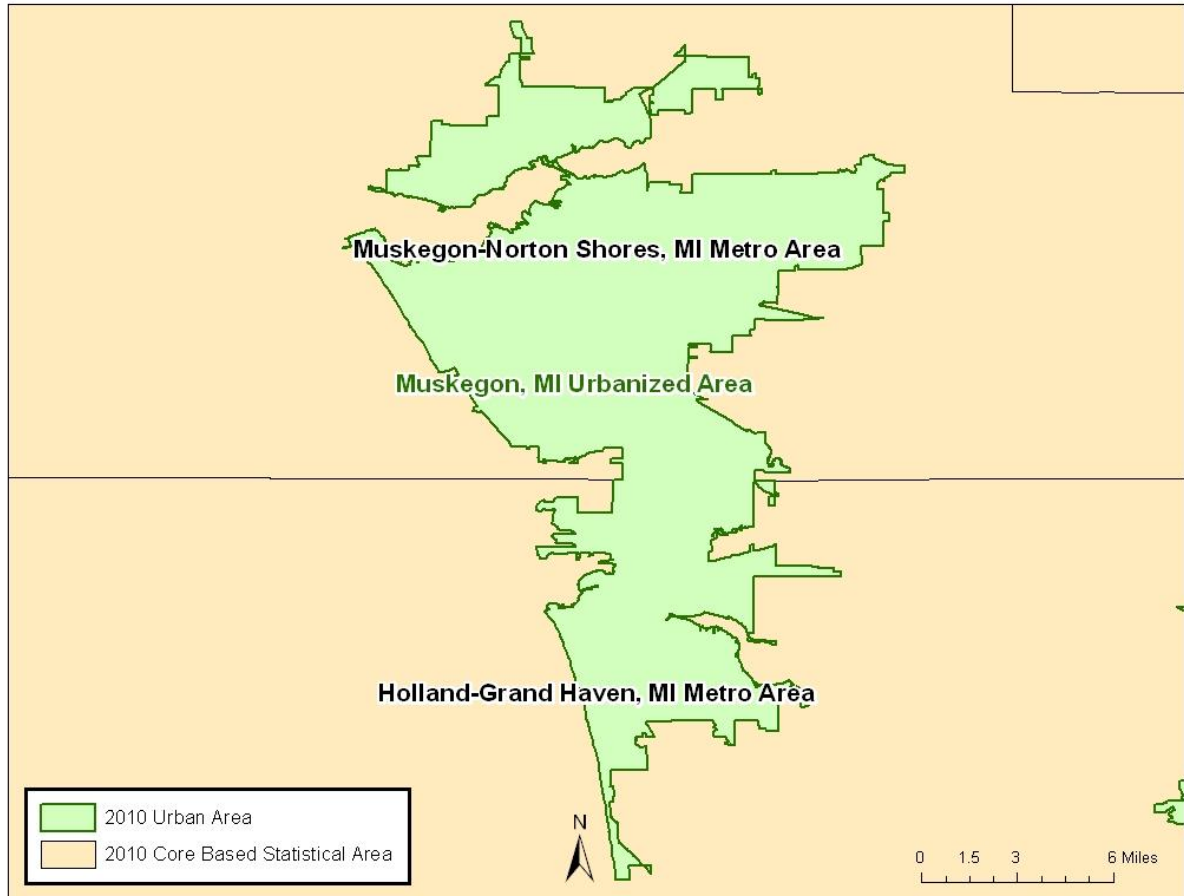 Muskegon-Norton Shores, MI Metro Area
Muskegon, MI Urbanized Area
Holland-Grand Haven, MI Metro Area
2010 Urban Area
2010 Core Based Statistical Area
N
0 1.5 3 6 Miles